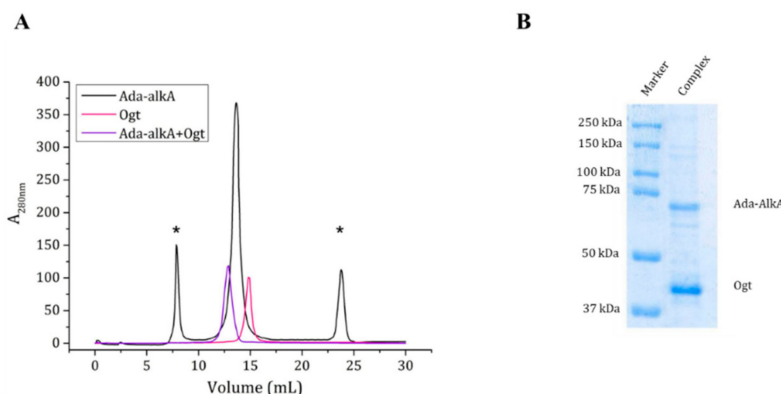 A
B
400
350
300
250
200
150
100
50
0
A280nm
Ada-alkA
Ogt
Ada-alkA+Ogt
*
*
0
5
10
15
20
25
30
Volume (mL)
Marker
Complex
250 kDa
150 kDa
100 kDa
75 kDa
50 kDa
37 kDa
Ada-AlkA
Ogt